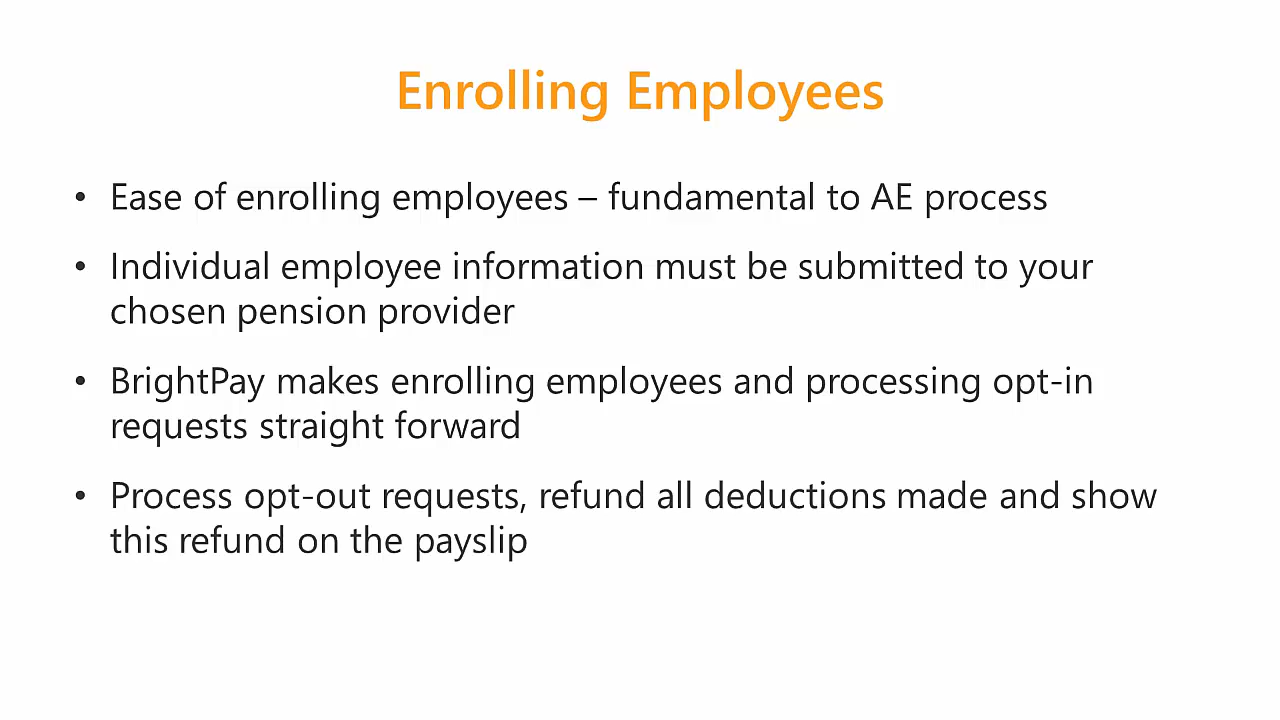 Enrolling Employees
• Ease of enrolling employees – fundamental to AE process
• Individual employee information must be submitted to your
chosen pension provider
• BrightPay makes enrolling employees and processing opt-in
requests straight forward
• Process opt-out requests, refund all deductions made and show
this refund on the payslip